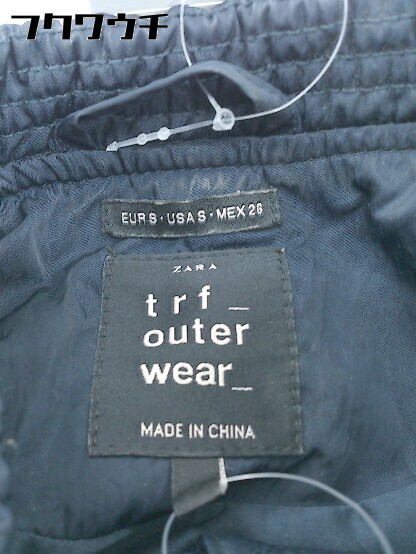 フクワウチ
EUR S · USA S · MEX 26
ZARA
trf_
outer
wear_
MADE IN CHINA